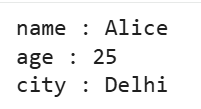 name : Alice
age : 25
city : Delhi